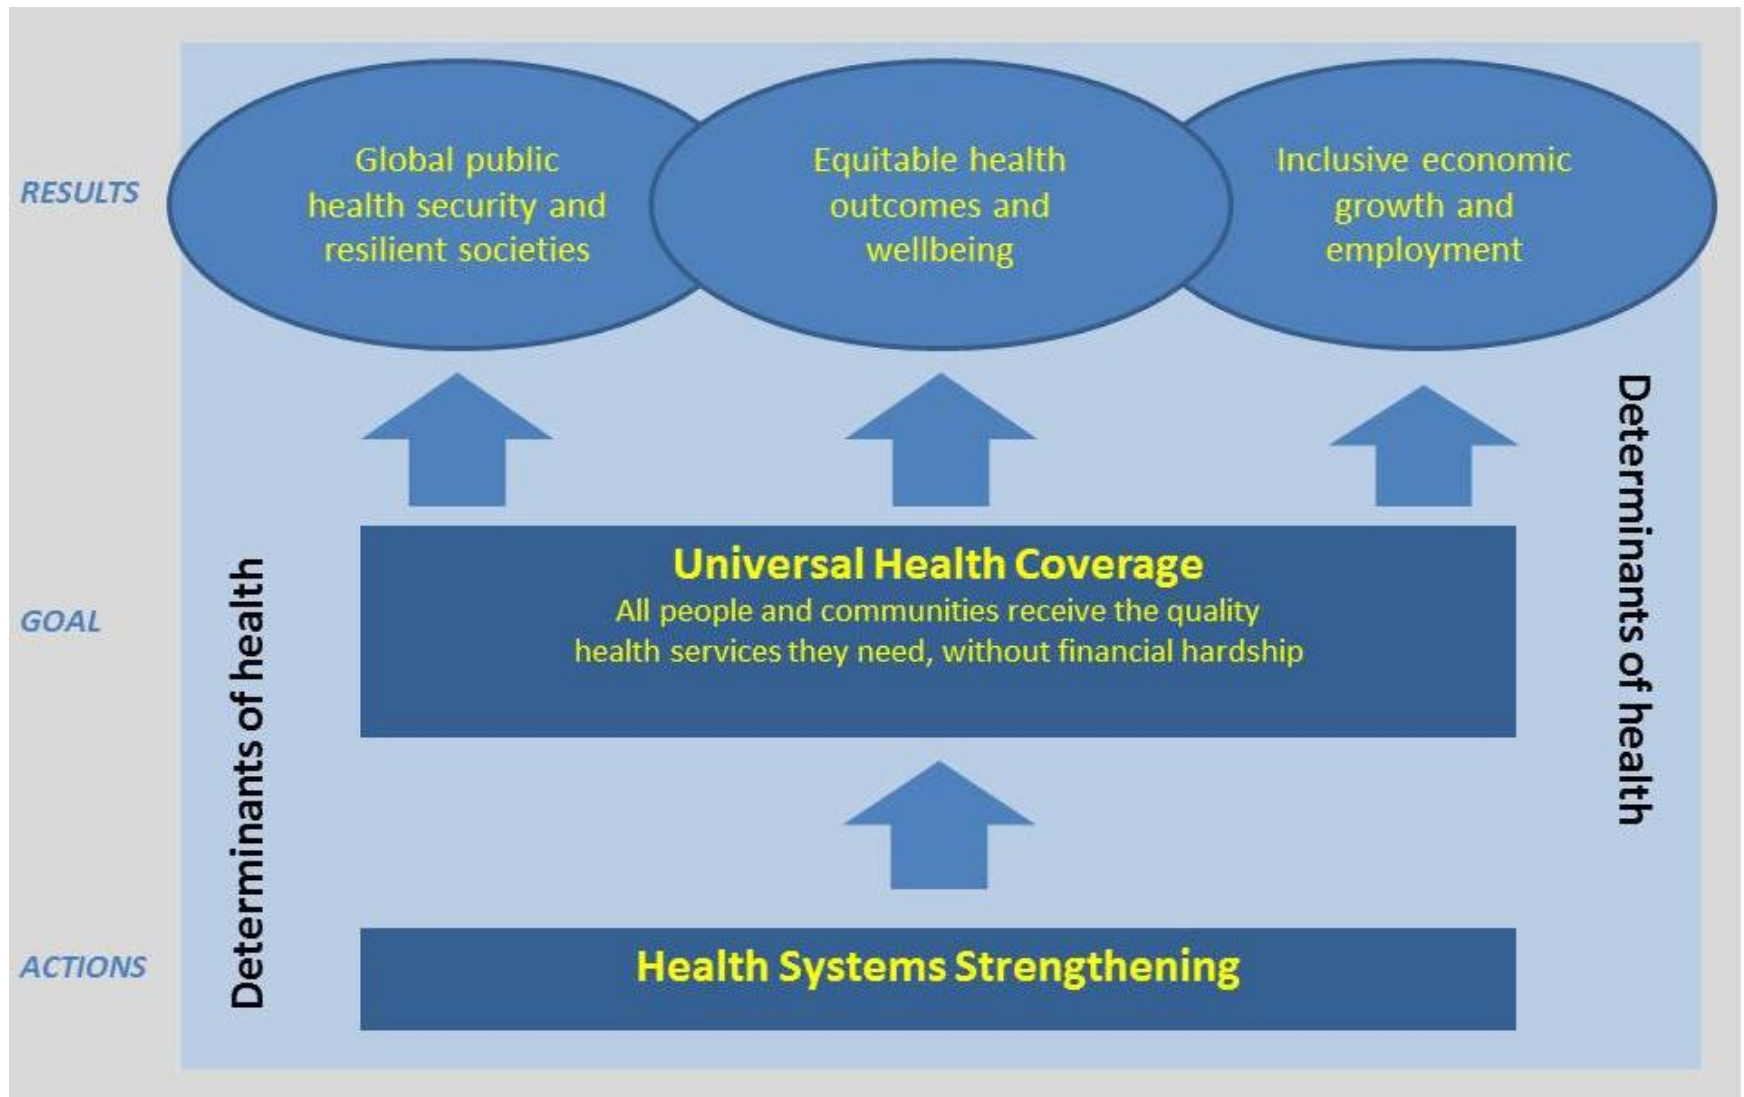 RESULTS
Global public
health security and
resilient societies
Equitable health
outcomes and
wellbeing
Inclusive economic
growth and
employment
GOAL
Determinants of health
Universal Health Coverage
All people and communities receive the quality
health services they need, without financial hardship
Determinants of health
ACTIONS
Health Systems Strengthening